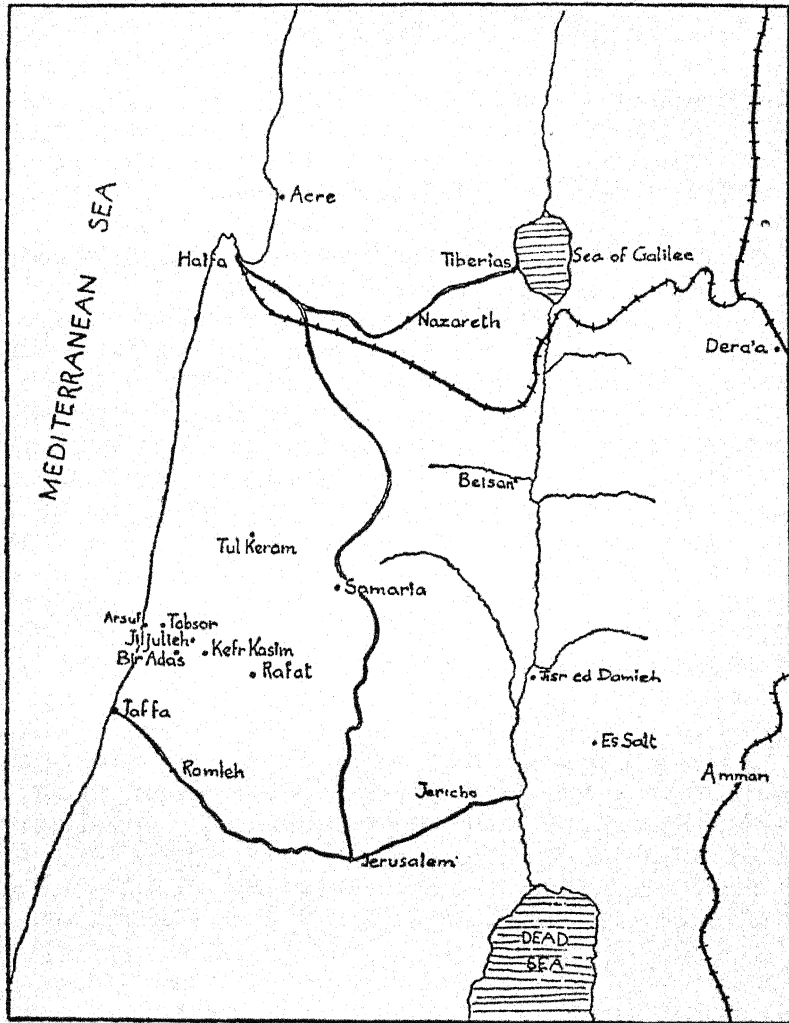 MEDITERRANEAN SEA
Acre
Haifa
Tiberias
Sea of Galilee
Nazareth
Dera'a
Beisan
Tul Keram
Samaria
Arsuf
Tabsor
Jiljulieh
Bir Adas
Kefr Kasim
Rafat
Jisr ed Damieh
Jaffa
Es Salt
Ramleh
Jericho
Amman
Jerusalem
DEAD
SEA